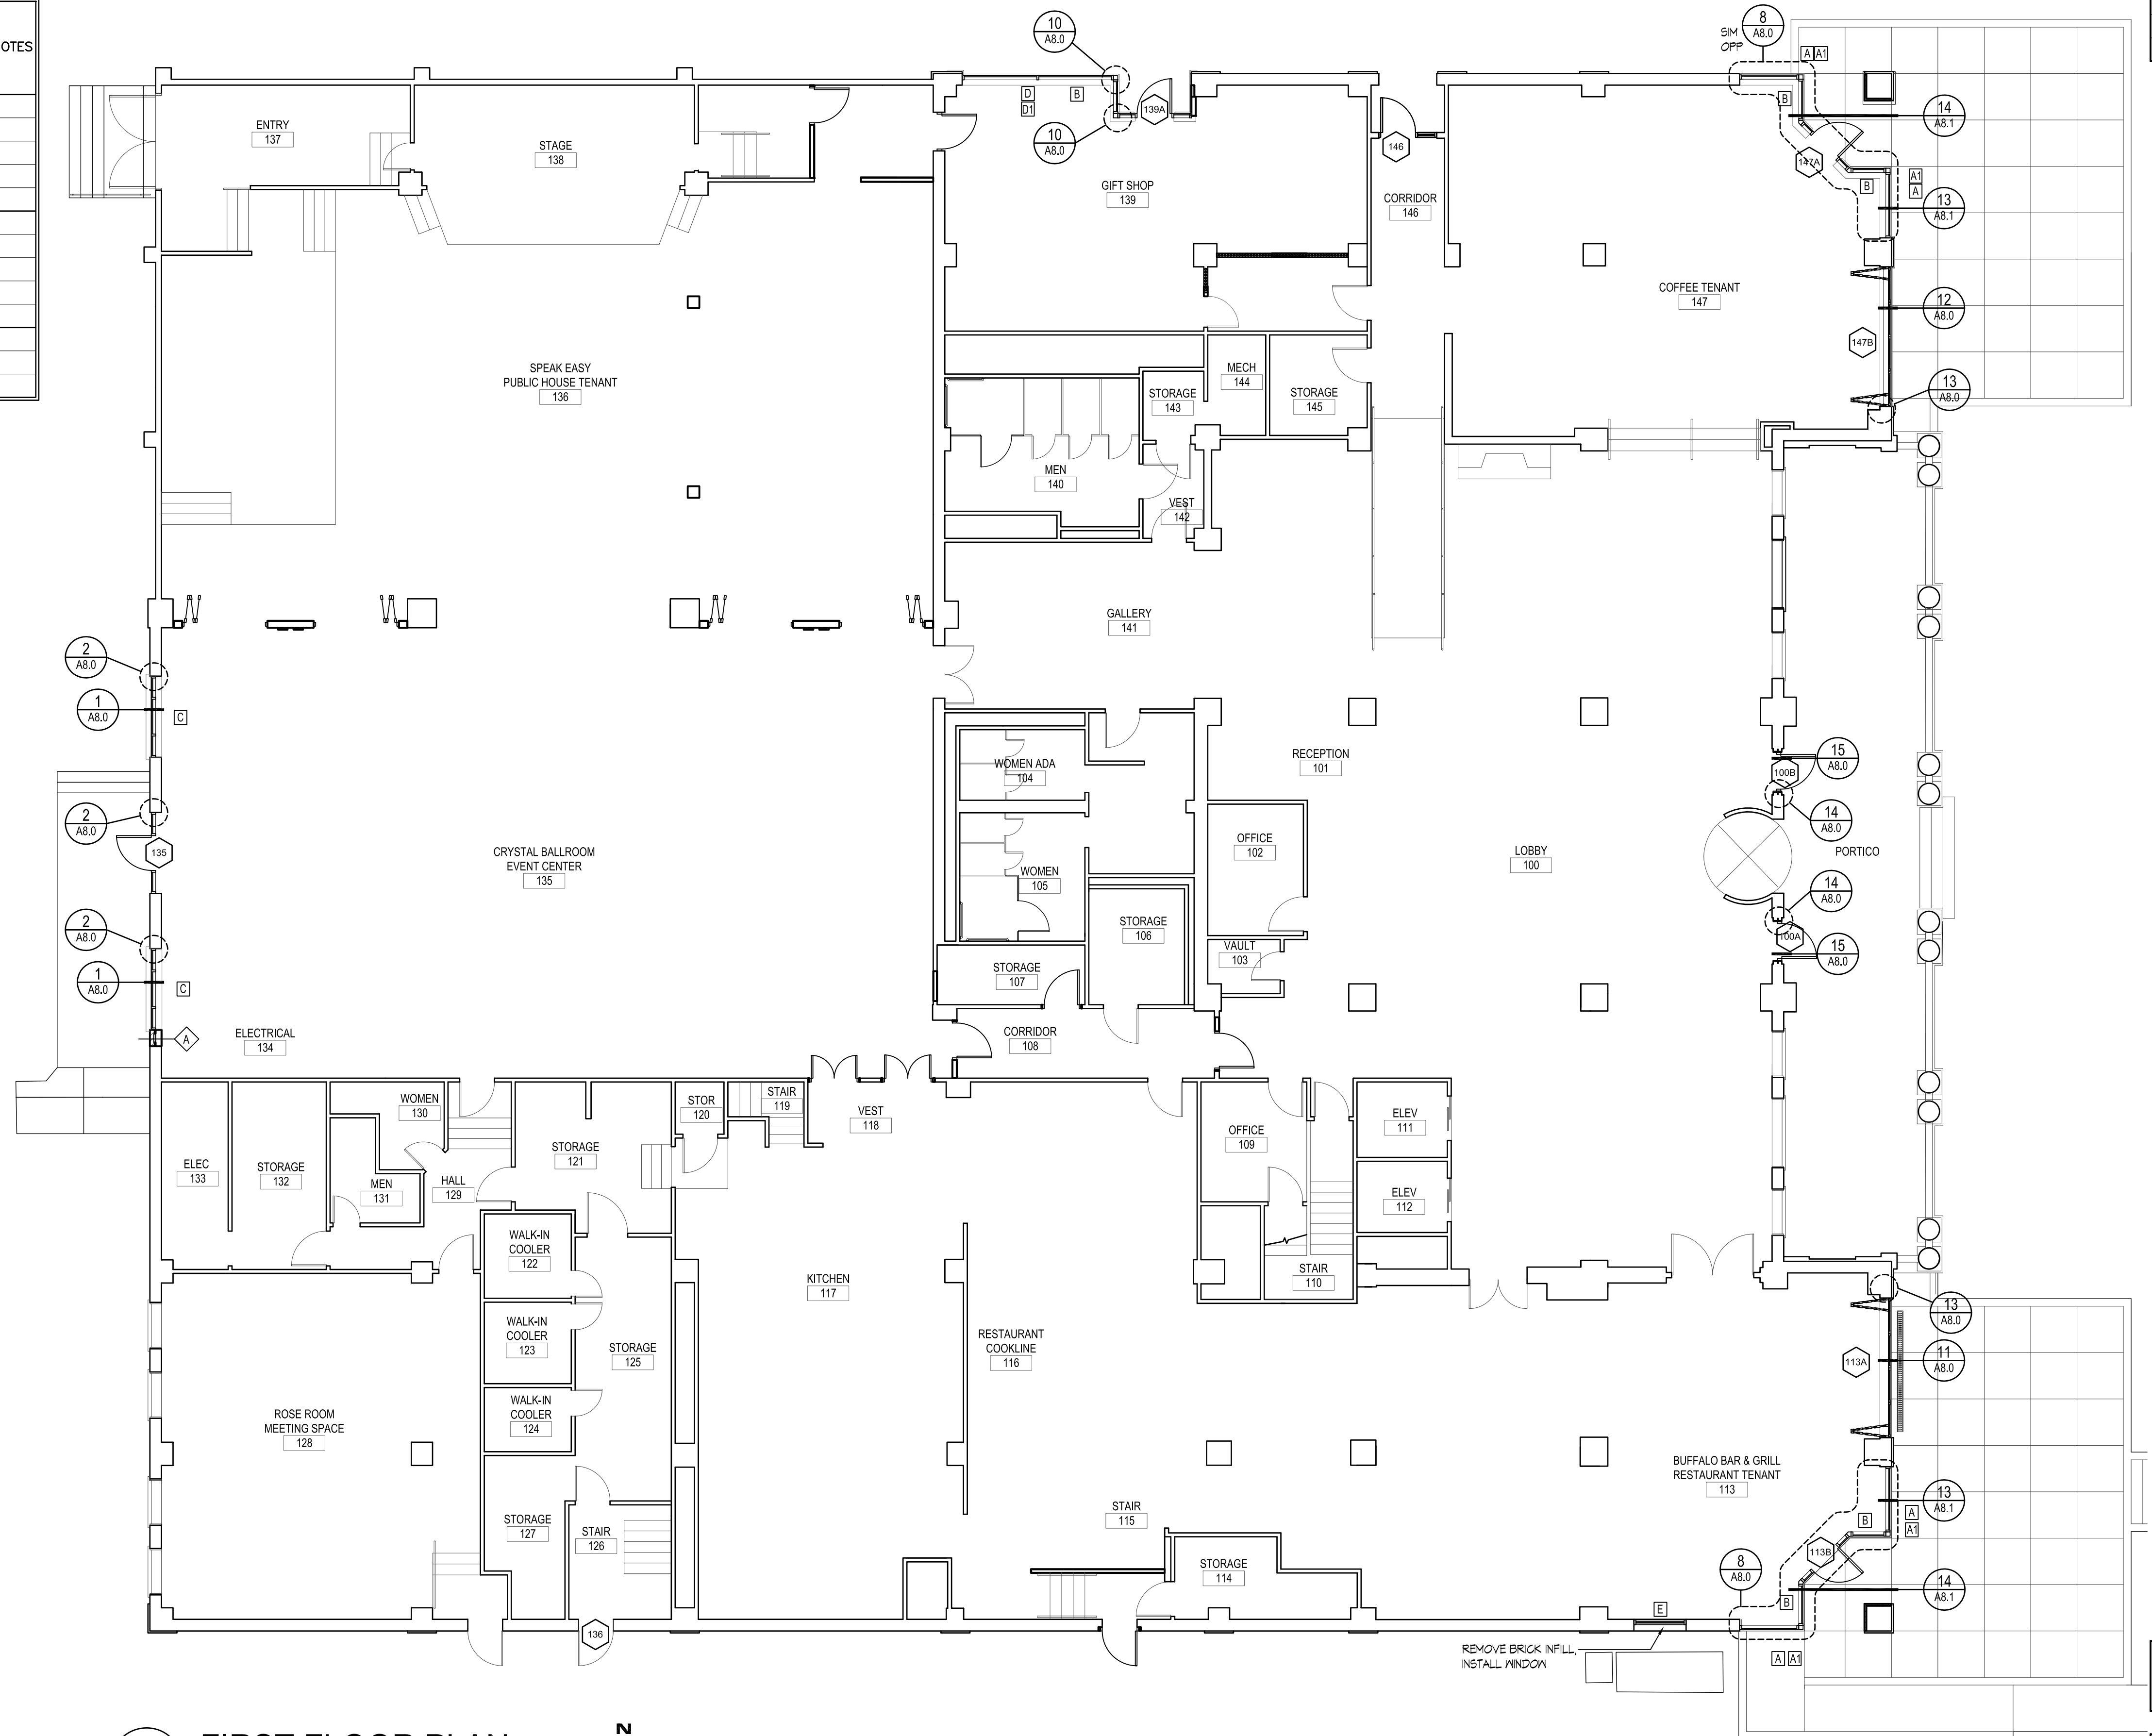 OTES
10
A8.0
10
A8.0
8
A8.0
SIM
OPP
A A1
D
D1
B
139A
B
14
A8.1
ENTRY
137
STAGE
138
146
147A
GIFT SHOP
139
CORRIDOR
146
B
A1
A
13
A8.1
COFFEE TENANT
147
12
A8.0
147B
13
A8.0
SPEAK EASY
PUBLIC HOUSE TENANT
136
MECH
144
STORAGE
143
STORAGE
145
MEN
140
VEST
142
GALLERY
141
2
A8.0
1
A8.0
C
WOMEN ADA
104
RECEPTION
101
15
A8.0
100B
2
A8.0
14
A8.0
135
CRYSTAL BALLROOM
EVENT CENTER
135
OFFICE
102
LOBBY
100
PORTICO
WOMEN
105
14
A8.0
2
A8.0
STORAGE
106
100A
15
A8.0
VAULT
103
STORAGE
107
1
A8.0
C
A
ELECTRICAL
134
CORRIDOR
108
WOMEN
130
STOR
120
STAIR
119
VEST
118
ELEV
111
OFFICE
109
STORAGE
121
ELEC
133
STORAGE
132
MEN
131
HALL
129
ELEV
112
WALK-IN
COOLER
122
KITCHEN
117
STAIR
110
13
A8.0
WALK-IN
COOLER
123
STORAGE
125
RESTAURANT
COOKLINE
116
113A
11
A8.0
WALK-IN
COOLER
124
ROSE ROOM
MEETING SPACE
128
BUFFALO BAR & GRILL
RESTAURANT TENANT
113
13
A8.1
STAIR
115
B
A
A1
STORAGE
127
STAIR
126
113B
STORAGE
114
8
A8.0
14
A8.1
B
E
136
REMOVE BRICK INFILL,
INSTALL WINDOW
A A1
FIRST FLOOR PLAN
N